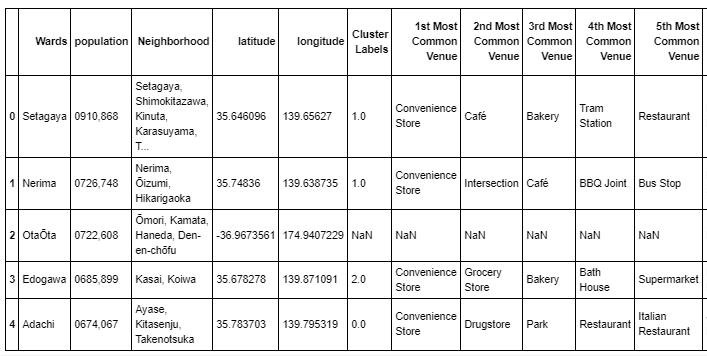 Wards population Neighborhood latitude longitude Cluster Labels 1st Most Common Venue 2nd Most Common Venue 3rd Most Common Venue 4th Most Common Venue 5th Most Common Venue
0 Setagaya 0910,868 Setagaya, Shimokitazawa, Kinuta, Karasuyama, T... 35.646096 139.65627 1.0 Convenience Store Café Bakery Tram Station Restaurant
1 Nerima 0726,748 Nerima, Ōizumi, Hikarigaoka 35.74836 139.638735 1.0 Convenience Store Intersection Café BBQ Joint Bus Stop
2 OtaŌta 0722,608 Ōmori, Kamata, Haneda, Den-en-chōfu -36.9673561 174.9407229 NaN NaN NaN NaN NaN NaN
3 Edogawa 0685,899 Kasai, Koiwa 35.678278 139.871091 2.0 Convenience Store Grocery Store Bakery Bath House Supermarket
4 Adachi 0674,067 Ayase, Kitasenju, Takenotsuka 35.783703 139.795319 0.0 Convenience Store Drugstore Park Restaurant Italian Restaurant